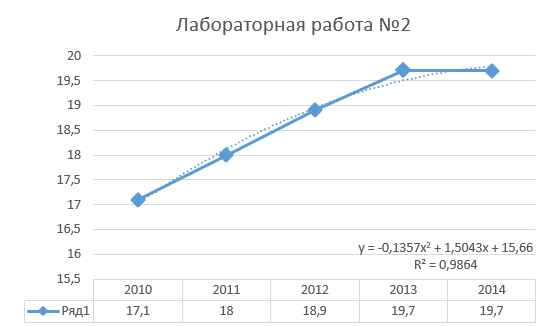 Лабораторная работа №2
20
19,5
19
18,5
18
17,5
17
16,5
16
15,5
y = -0,1357x² + 1,5043x + 15,66
R² = 0,9864
2010 2011 2012 2013 2014
Ряд1 17,1 18 18,9 19,7 19,7